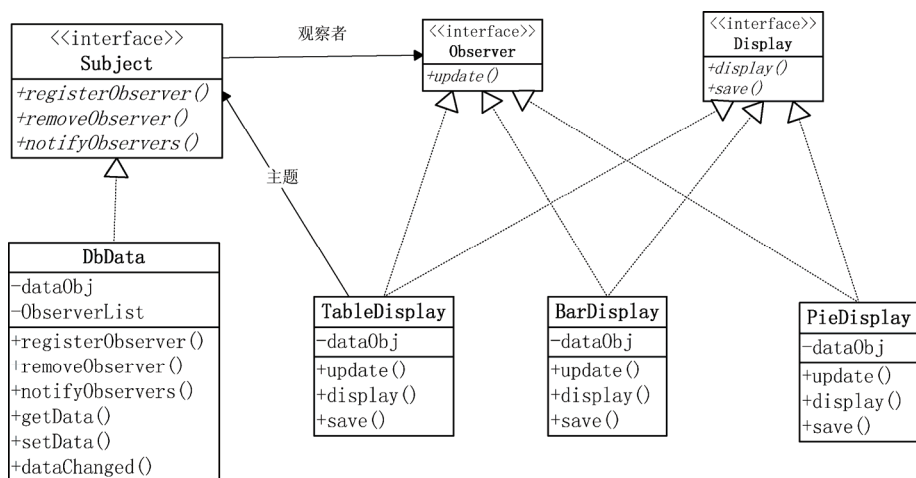 <<interface>>
Subject
+registerObserver()
+removeObserver()
+notifyObservers()
观察者
<<interface>>
Observer
+update()
<<interface>>
Display
+display()
+save()
主题
DbData
-dataObj
-ObserverList
+registerObserver()
+removeObserver()
+notifyObservers()
+getData()
+setData()
+dataChanged()
TableDisplay
-dataObj
+update()
+display()
+save()
BarDisplay
-dataObj
+update()
+display()
+save()
PieDisplay
-dataObj
+update()
+display()
+save()